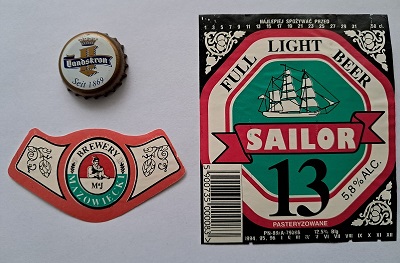 Landskron
Seit 1869
BREWERY
MAZOWIECKI
NAJLEPIEJ SPOŻYWAĆ PRZED
FULL LIGHT BEER
SAILOR
13
5,8% ALC.
PASTERYZOWANE